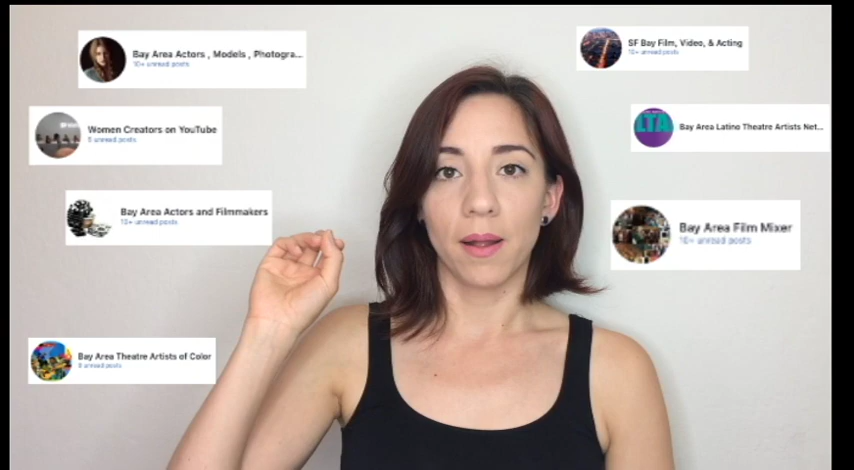 Bay Area Actors , Models , Photogra...
10+ unread posts
SF Bay Film, Video, & Acting
10+ unread posts
Women Creators on YouTube
5 unread posts
LTA
Bay Area Latino Theatre Artists Net...
Bay Area Actors and Filmmakers
10+ unread posts
Bay Area Film Mixer
10+ unread posts
Bay Area Theatre Artists of Color
9 unread posts